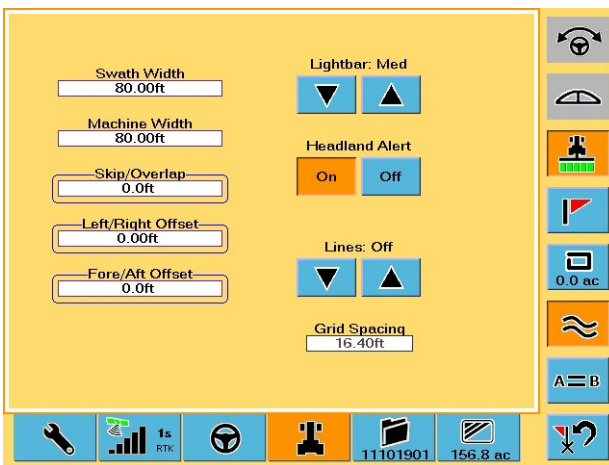 Swath Width
80.00ft
Machine Width
80.00ft
Skip/Overlap
0.0ft
Left/Right Offset
0.00ft
Fore/Aft Offset
0.0ft
Lightbar: Med
Headland Alert
On
Off
Lines: Off
Grid Spacing
16.40ft
0.0 ac
A=B
1s
RTK
11101901
156.8 ac